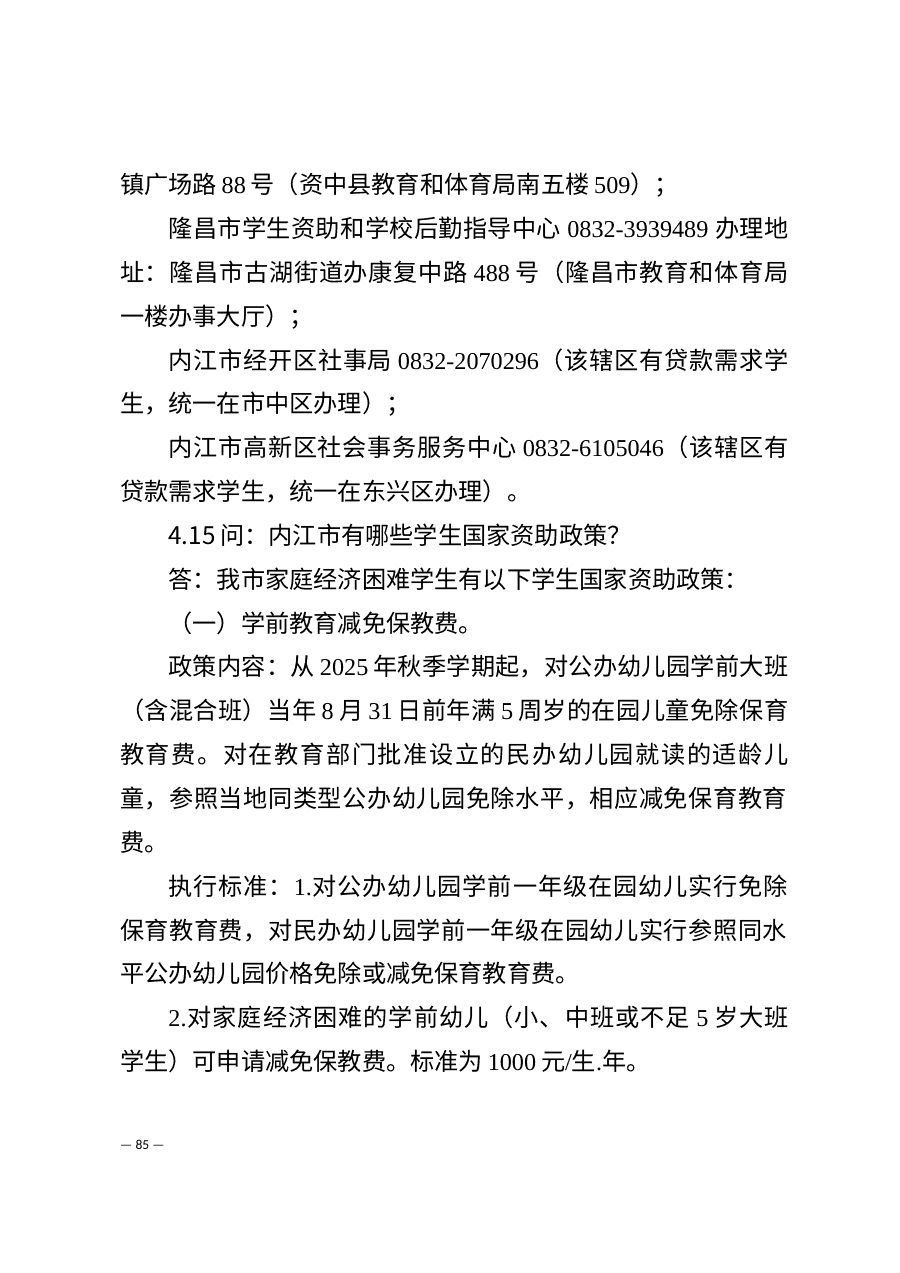 镇广场路 88 号（资中县教育和体育局南五楼 509）；
隆昌市学生资助和学校后勤指导中心 0832-3939489 办理地
址：隆昌市古湖街道办康复中路 488 号（隆昌市教育和体育局
一楼办事大厅）；
内江市经开区社事局 0832-2070296（该辖区有贷款需求学
生，统一在市中区办理）；
内江市高新区社会事务服务中心 0832-6105046（该辖区有
贷款需求学生，统一在东兴区办理）。
4.15 问：内江市有哪些学生国家资助政策？
答：我市家庭经济困难学生有以下学生国家资助政策：
（一）学前教育减免保教费。
政策内容：从 2025 年秋季学期起，对公办幼儿园学前大班
（含混合班）当年 8 月 31 日前年满 5 周岁的在园儿童免除保育
教育费。对在教育部门批准设立的民办幼儿园就读的适龄儿
童，参照当地同类型公办幼儿园免除水平，相应减免保育教育
费。
执行标准：1.对公办幼儿园学前一年级在园幼儿实行免除
保育教育费，对民办幼儿园学前一年级在园幼儿实行参照同水
平公办幼儿园价格免除或减免保育教育费。
2.对家庭经济困难的学前幼儿（小、中班或不足 5 岁大班
学生）可申请减免保教费。标准为 1000 元/生.年。
— 85 —